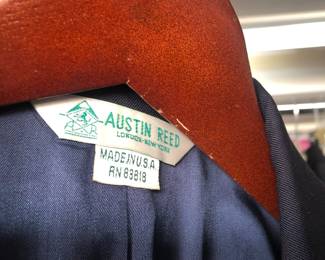 AUSTIN REED
LONDON-NEW YORK
MADE IN U.S.A
RN 83818